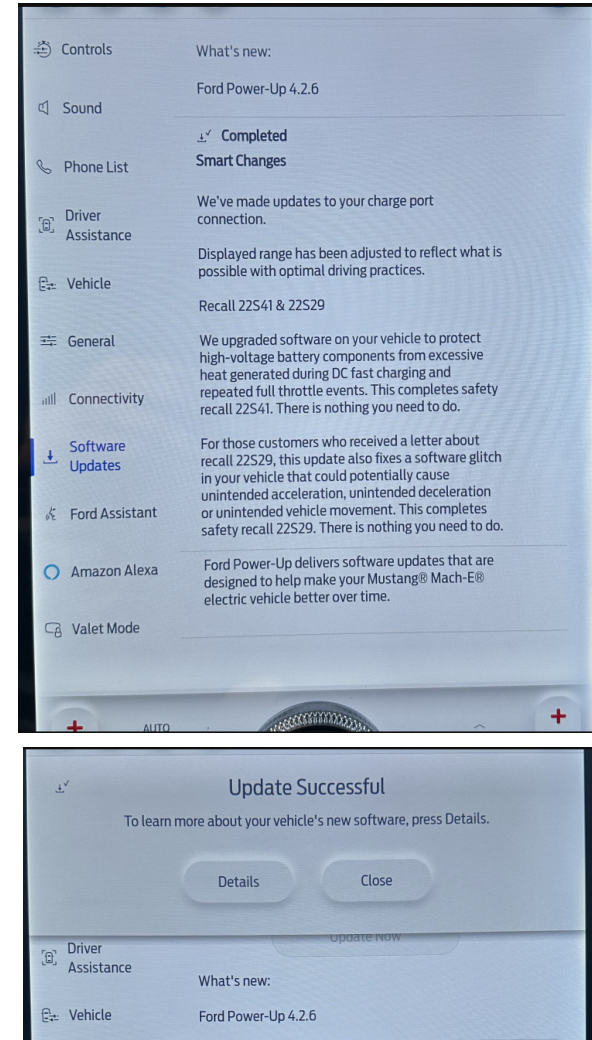 Controls
What's new:
Ford Power-Up 4.2.6
Sound
Completed
Smart Changes
Phone List
We've made updates to your charge port
connection.
Driver
Assistance
Displayed range has been adjusted to reflect what is
possible with optimal driving practices.
Vehicle
Recall 22S41 & 22S29
General
We upgraded software on your vehicle to protect
high-voltage battery components from excessive
heat generated during DC fast charging and
repeated full throttle events. This completes safety
recall 22S41. There is nothing you need to do.
Connectivity
Software
Updates
For those customers who received a letter about
recall 22S29, this update also fixes a software glitch
in your vehicle that could potentially cause
unintended acceleration, unintended deceleration
or unintended vehicle movement. This completes
safety recall 22S29. There is nothing you need to do.
Ford Assistant
Amazon Alexa
Ford Power-Up delivers software updates that are
designed to help make your Mustang® Mach-E®
electric vehicle better over time.
Valet Mode
+
AUTO
+
Update Successful
To learn more about your vehicle's new software, press Details.
Details
Close
Update Now
Driver
Assistance
What's new:
Vehicle
Ford Power-Up 4.2.6